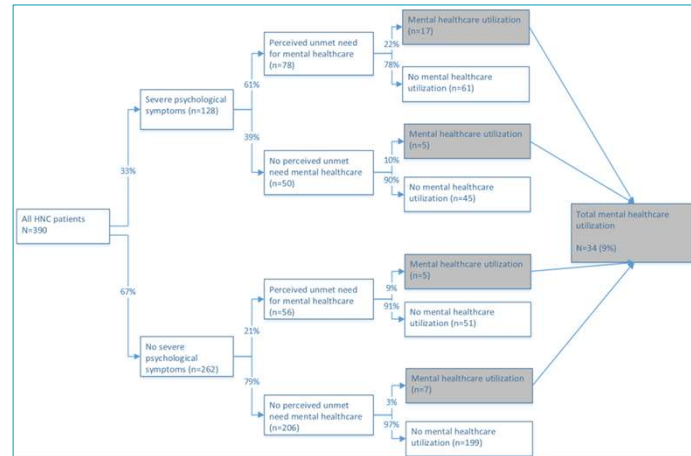 Mental healthcare utilization
(n=17)
Perceived unmet need
for mental healthcare
(n=78)
22%
78%
No mental healthcare
utilization (n=61)
61%
Severe psychological
symptoms (n=128)
39%
Mental healthcare utilization
(n=5)
No perceived unmet
need mental healthcare
(n=50)
10%
90%
No mental healthcare
utilization (n=45)
33%
All HNC patients
N=390
Total mental healthcare
utilization
N=34 (9%)
67%
Mental healthcare utilization
(n=5)
Perceived unmet need
for mental healthcare
(n=56)
9%
91%
No mental healthcare
utilization (n=51)
21%
No severe
psychological
symptoms (n=262)
79%
Mental healthcare utilization
(n=7)
No perceived unmet
need mental healthcare
(n=206)
3%
97%
No mental healthcare
utilization (n=199)